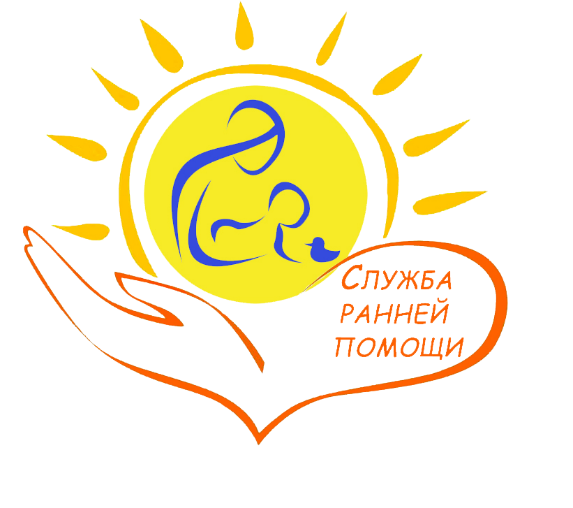 Служба
ранней
помощи